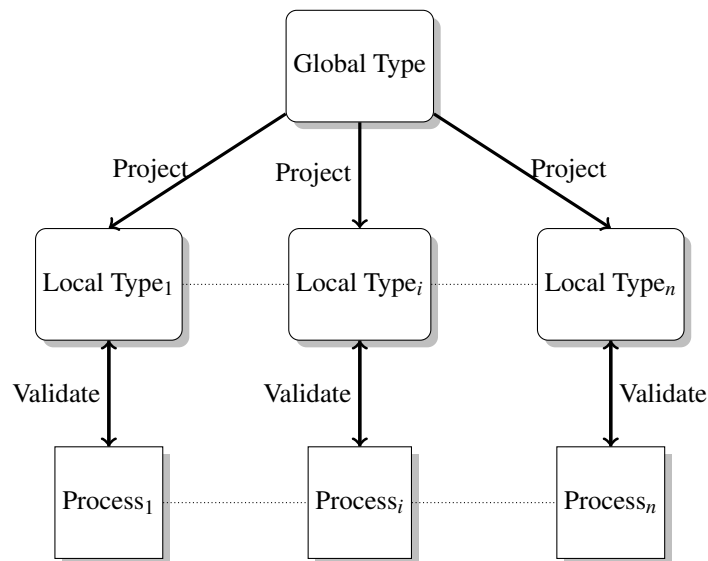 Global Type
Project
Project
Project
Local Type₁
Local Typeᵢ
Local Typeₙ
Validate
Validate
Validate
Process₁
Processᵢ
Processₙ